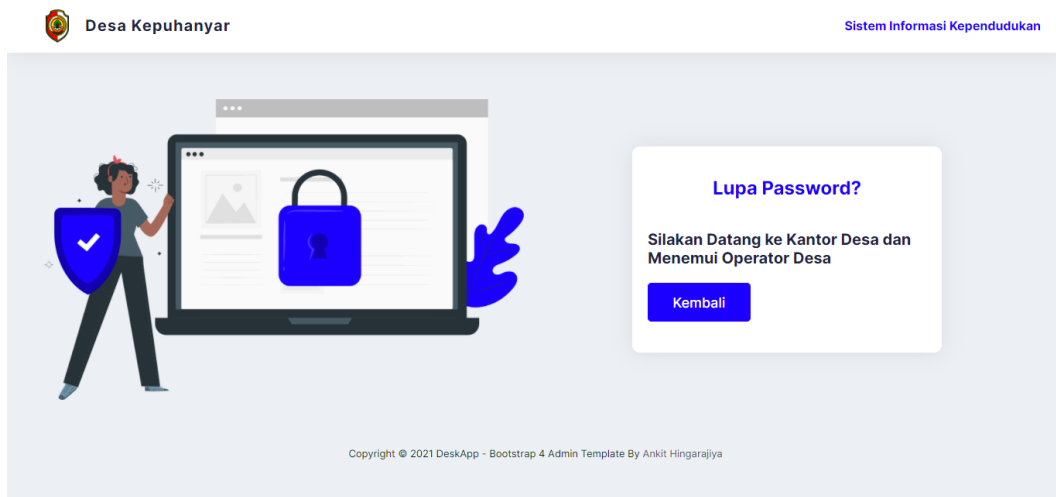 Desa Kepuhanyar
Sistem Informasi Kependudukan
Lupa Password?
Silakan Datang ke Kantor Desa dan
Menemui Operator Desa
Kembali
Copyright © 2021 DeskApp - Bootstrap 4 Admin Template By Ankit Hingarajiya